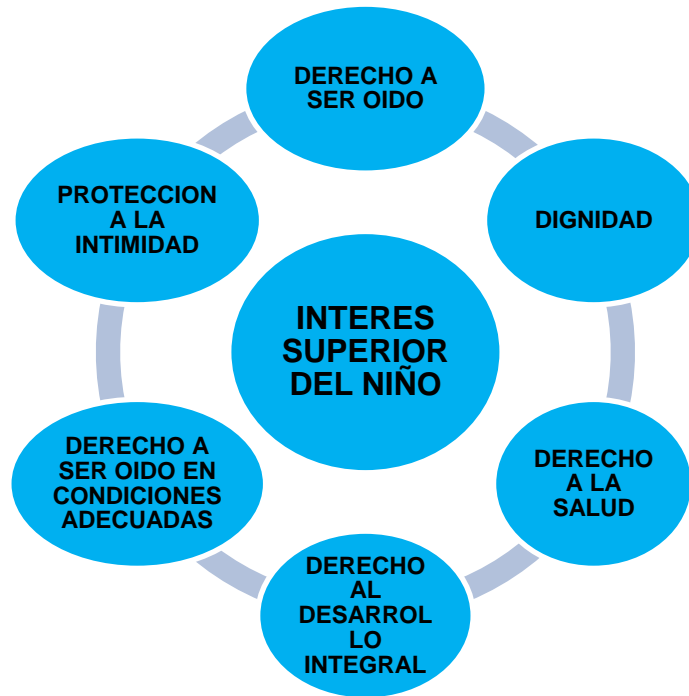 DERECHO A
SER OIDO
DIGNIDAD
DERECHO
A LA
SALUD
DERECHO
AL
DESARROL
LO
INTEGRAL
DERECHO A
SER OIDO EN
CONDICIONES
ADECUADAS
PROTECCION
A LA
INTIMIDAD
INTERES
SUPERIOR
DEL NIÑO